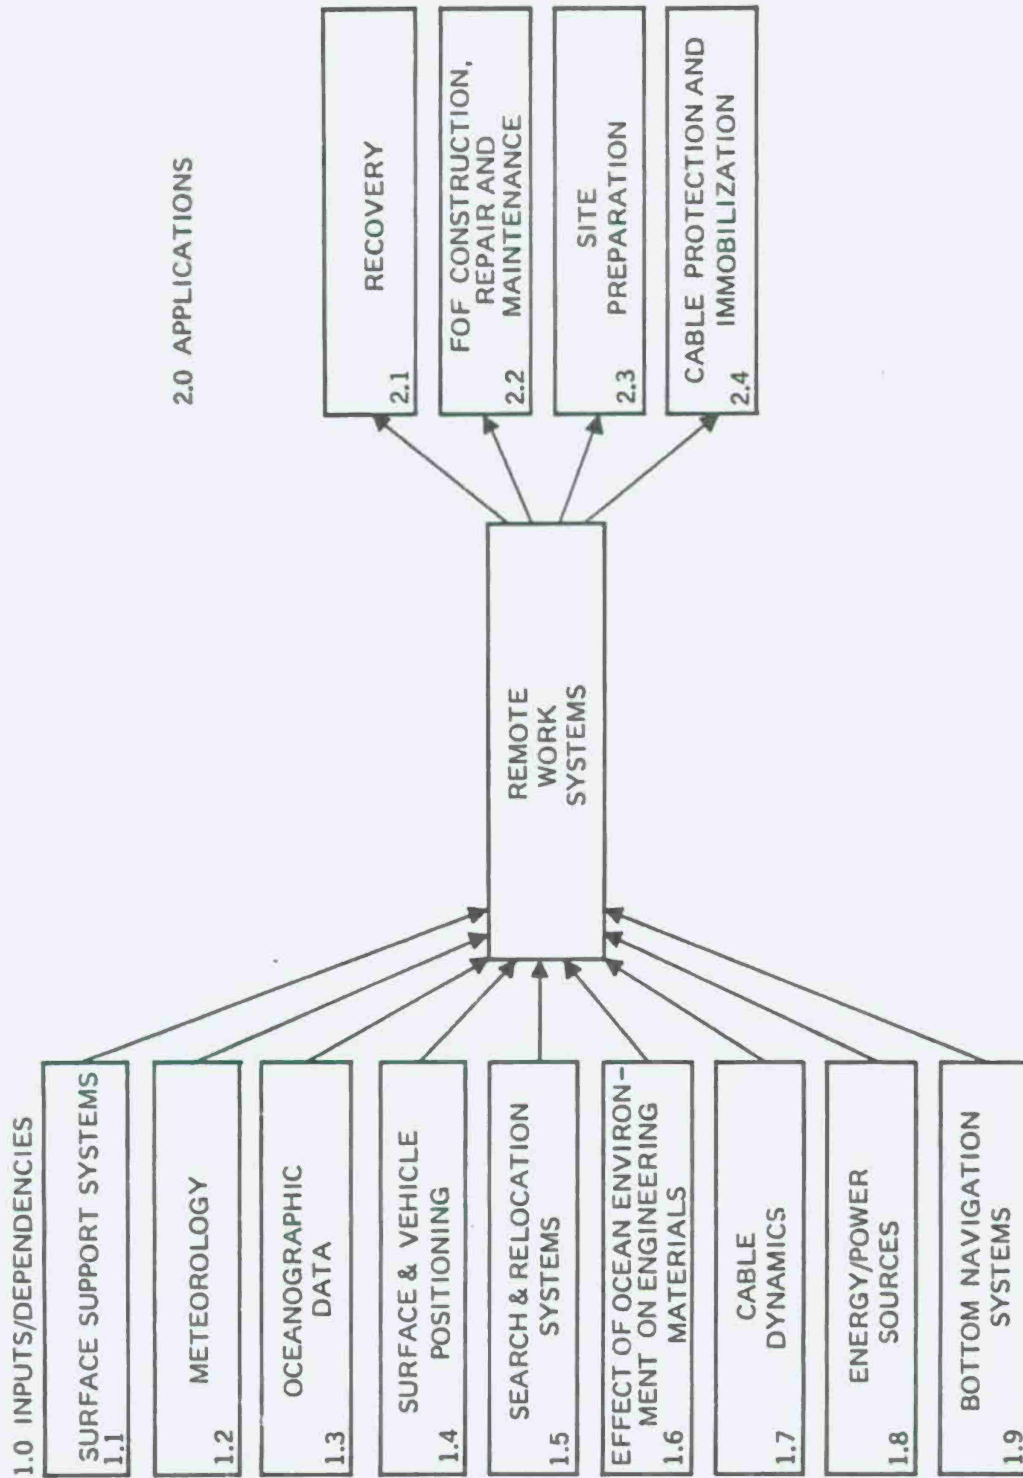 1.0 INPUTS/DEPENDENCIES
SURFACE SUPPORT SYSTEMS
1.1
METEOROLOGY
1.2
OCEANOGRAPHIC
DATA
1.3
SURFACE & VEHICLE
POSITIONING
1.4
SEARCH & RELOCATION
SYSTEMS
1.5
EFFECT OF OCEAN ENVIRON-
MENT ON ENGINEERING
MATERIALS
1.6
CABLE
DYNAMICS
1.7
ENERGY/POWER
SOURCES
1.8
BOTTOM NAVIGATION
SYSTEMS
1.9
REMOTE
WORK
SYSTEMS
2.0 APPLICATIONS
RECOVERY
2.1
FOF CONSTRUCTION,
REPAIR AND
MAINTENANCE
2.2
SITE
PREPARATION
2.3
CABLE PROTECTION AND
IMMOBILIZATION
2.4